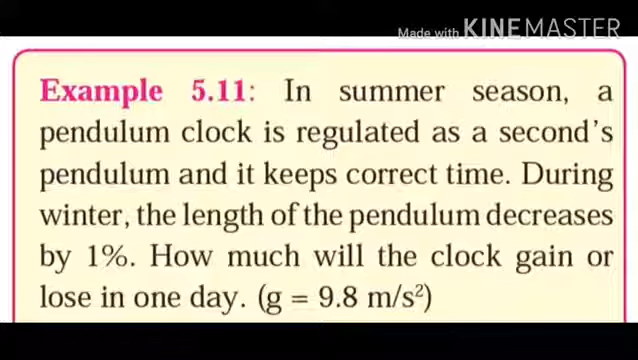 Made with KINEMASTER
Example 5.11: In summer season, a
pendulum clock is regulated as a second's
pendulum and it keeps correct time. During
winter, the length of the pendulum decreases
by 1%. How much will the clock gain or
lose in one day. (g = 9.8 m/s²)